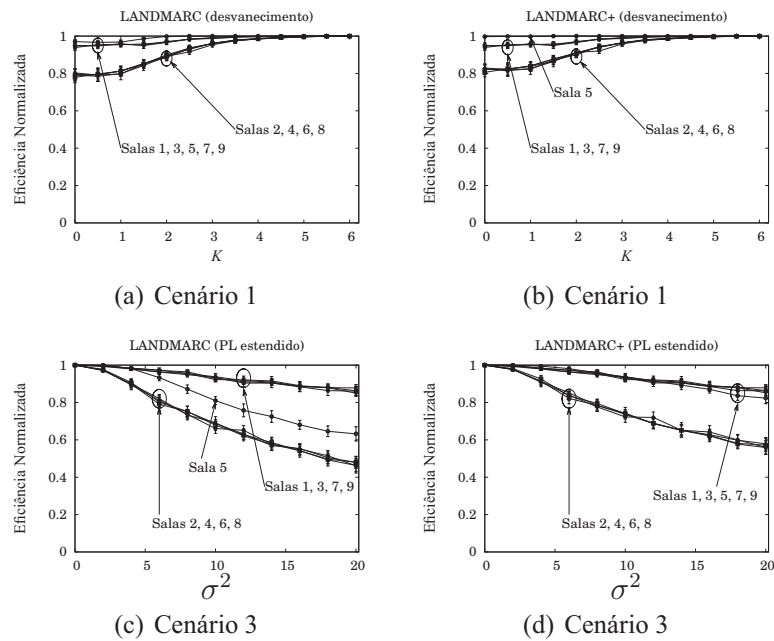 LANDMARC (desvanecimento)
Eficiência Normalizada
1
0.8
0.6
0.4
0.2
0
Salas 2, 4, 6, 8
Salas 1, 3, 5, 7, 9
0 1 2 3 4 5 6
K
(a) Cenário 1
LANDMARC+ (desvanecimento)
Eficiência Normalizada
1
0.8
0.6
0.4
0.2
0
Sala 5
Salas 2, 4, 6, 8
Salas 1, 3, 7, 9
0 1 2 3 4 5 6
K
(b) Cenário 1
LANDMARC (PL estendido)
Eficiência Normalizada
1
0.8
0.6
0.4
0.2
0
Sala 5
Salas 1, 3, 7, 9
Salas 2, 4, 6, 8
0 5 10 15 20
σ²
(c) Cenário 3
LANDMARC+ (PL estendido)
Eficiência Normalizada
1
0.8
0.6
0.4
0.2
0
Salas 1, 3, 5, 7, 9
Salas 2, 4, 6, 8
0 5 10 15 20
σ²
(d) Cenário 3